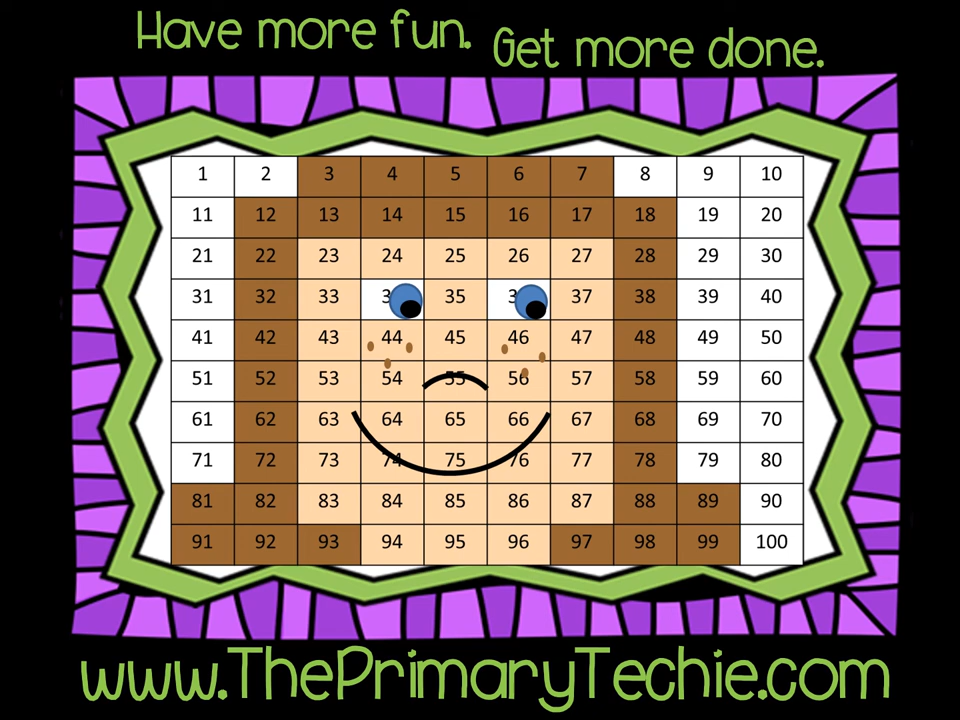 Have more fun. Get more done.
1 2 3 4 5 6 7 8 9 10
11 12 13 14 15 16 17 18 19 20
21 22 23 24 25 26 27 28 29 30
31 32 33 35 37 38 39 40
41 42 43 44 45 46 47 48 49 50
51 52 53 54 55 56 57 58 59 60
61 62 63 64 65 66 67 68 69 70
71 72 73 74 75 76 77 78 79 80
81 82 83 84 85 86 87 88 89 90
91 92 93 94 95 96 97 98 99 100
www.ThePrimaryTechie.com